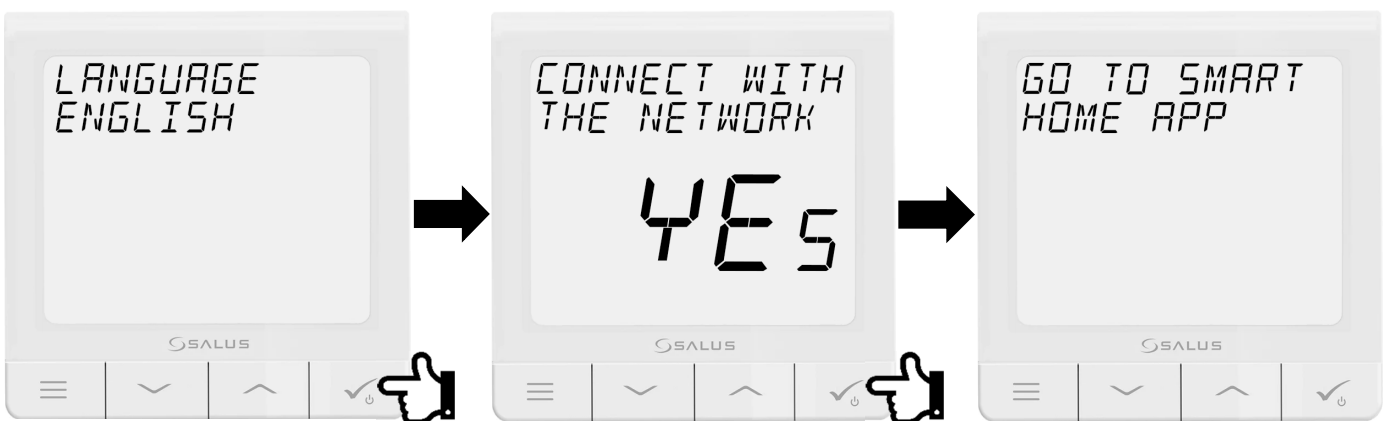 LANGUAGE
ENGLISH
SALUS
CONNECT WITH
THE NETWORK
YES
SALUS
GO TO SMART
HOME APP
SALUS